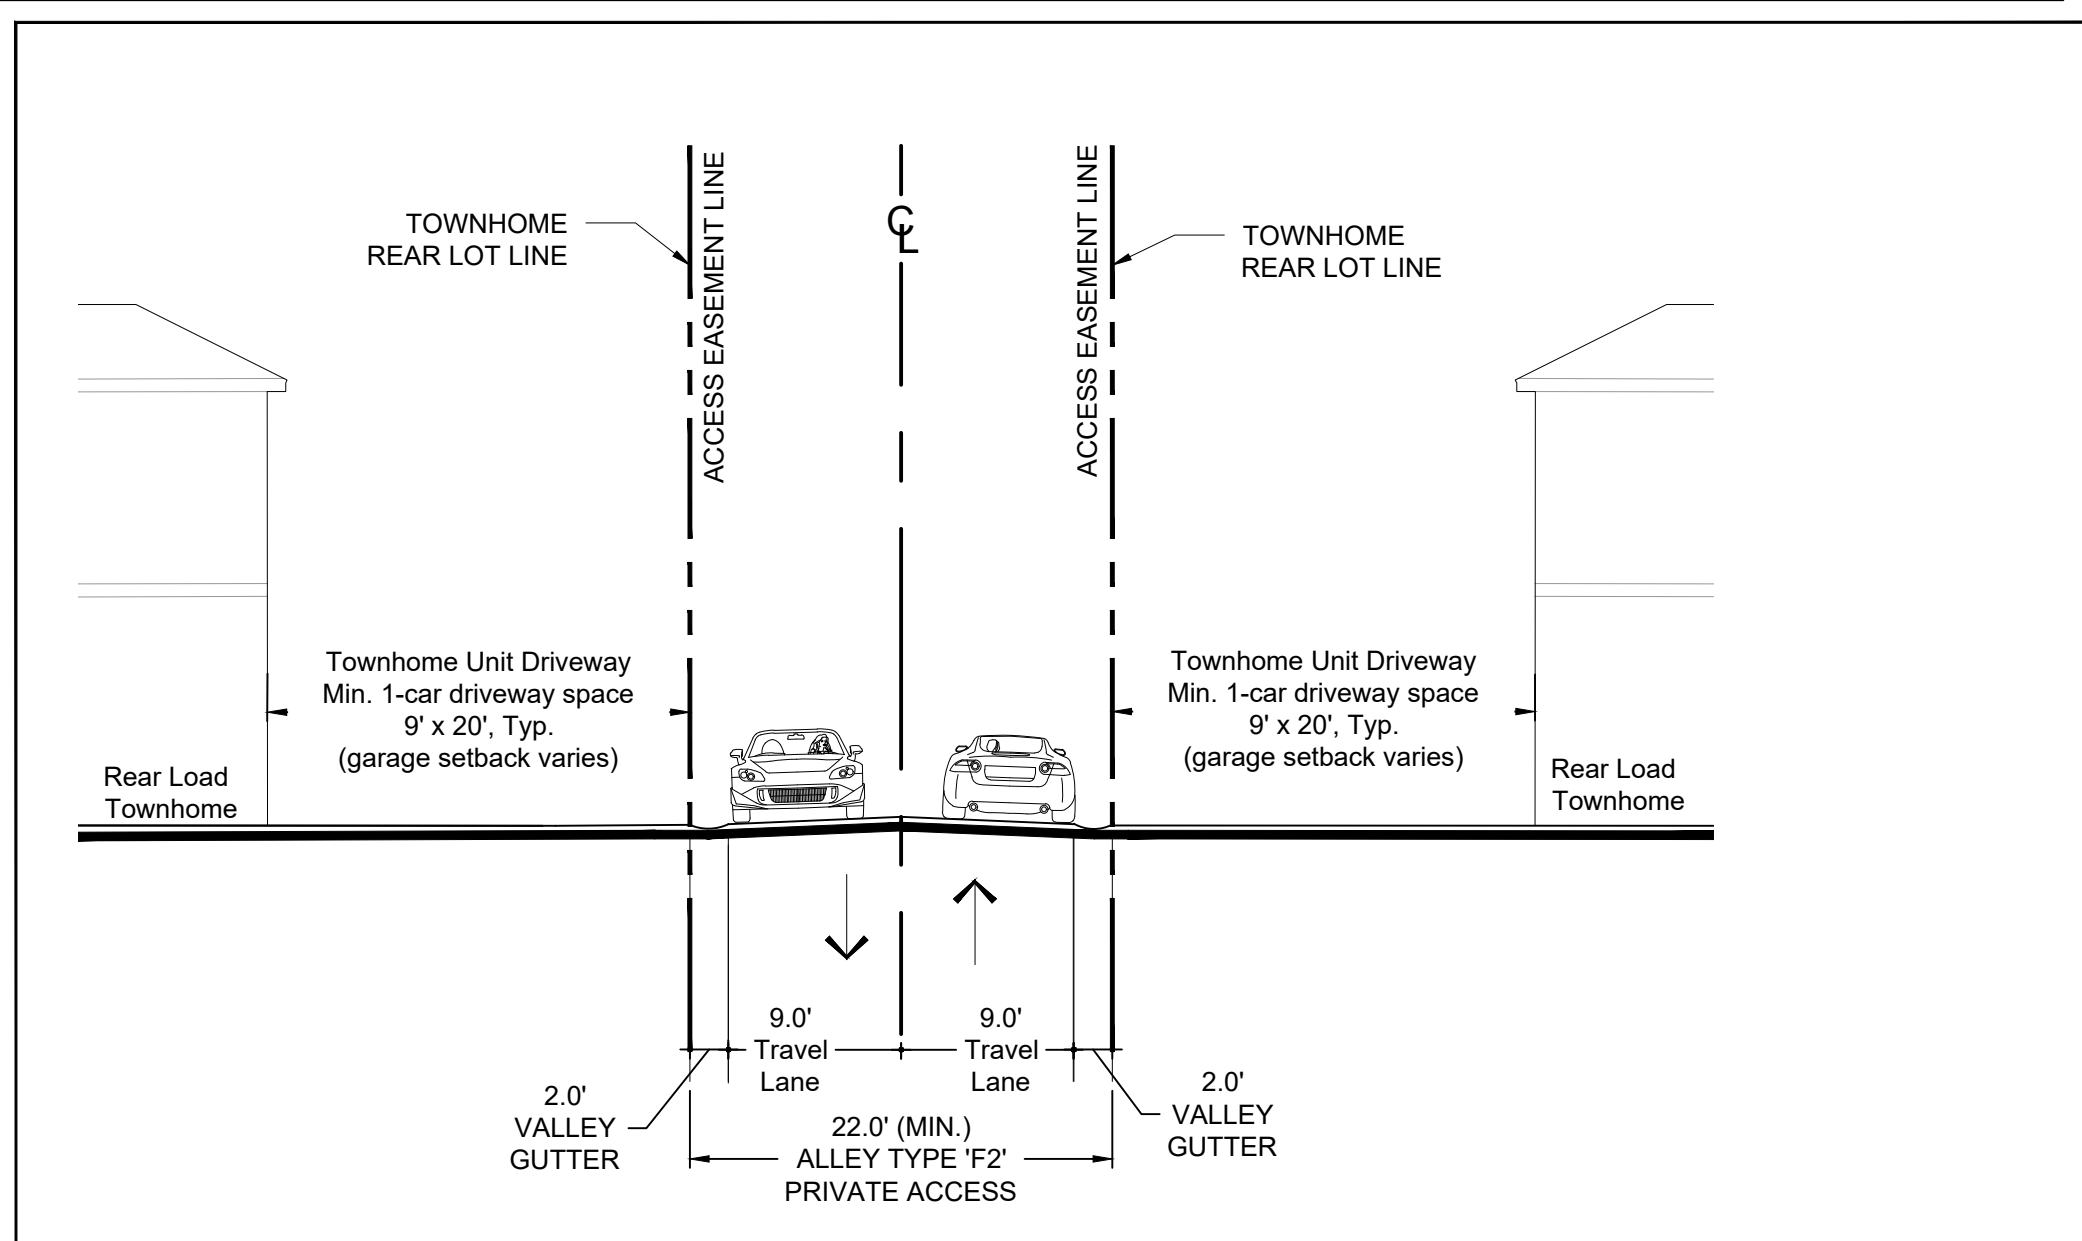 TOWNHOME
REAR LOT LINE
ACCESS EASEMENT LINE
℄
ACCESS EASEMENT LINE
TOWNHOME
REAR LOT LINE
Townhome Unit Driveway
Min. 1-car driveway space
9' x 20', Typ.
(garage setback varies)
Townhome Unit Driveway
Min. 1-car driveway space
9' x 20', Typ.
(garage setback varies)
Rear Load
Townhome
Rear Load
Townhome
9.0'
Travel
Lane
9.0'
Travel
Lane
2.0'
VALLEY
GUTTER
22.0' (MIN.)
ALLEY TYPE 'F2'
PRIVATE ACCESS
2.0'
VALLEY
GUTTER